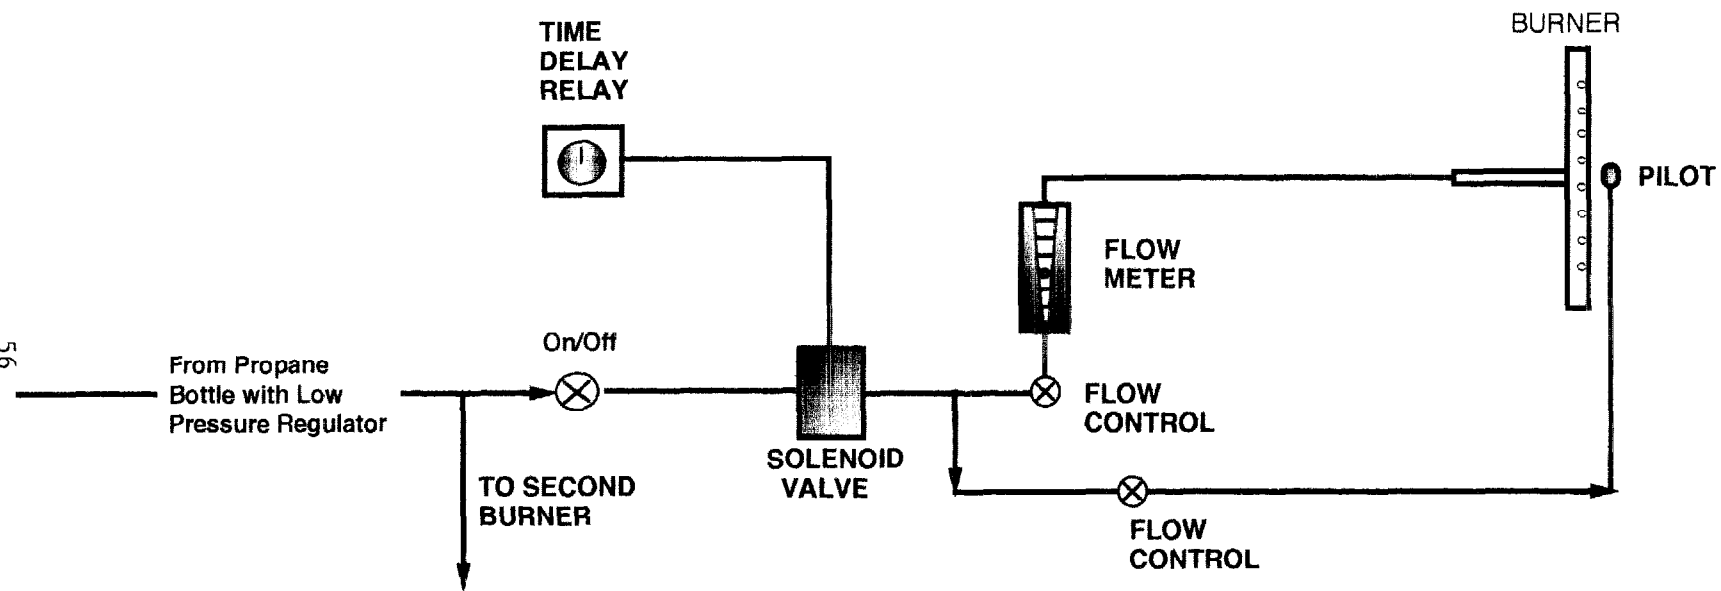 BURNER
TIME
DELAY
RELAY
PILOT
FLOW
METER
On/Off
56
From Propane
Bottle with Low
Pressure Regulator
FLOW
CONTROL
SOLENOID
VALVE
TO SECOND
BURNER
FLOW
CONTROL